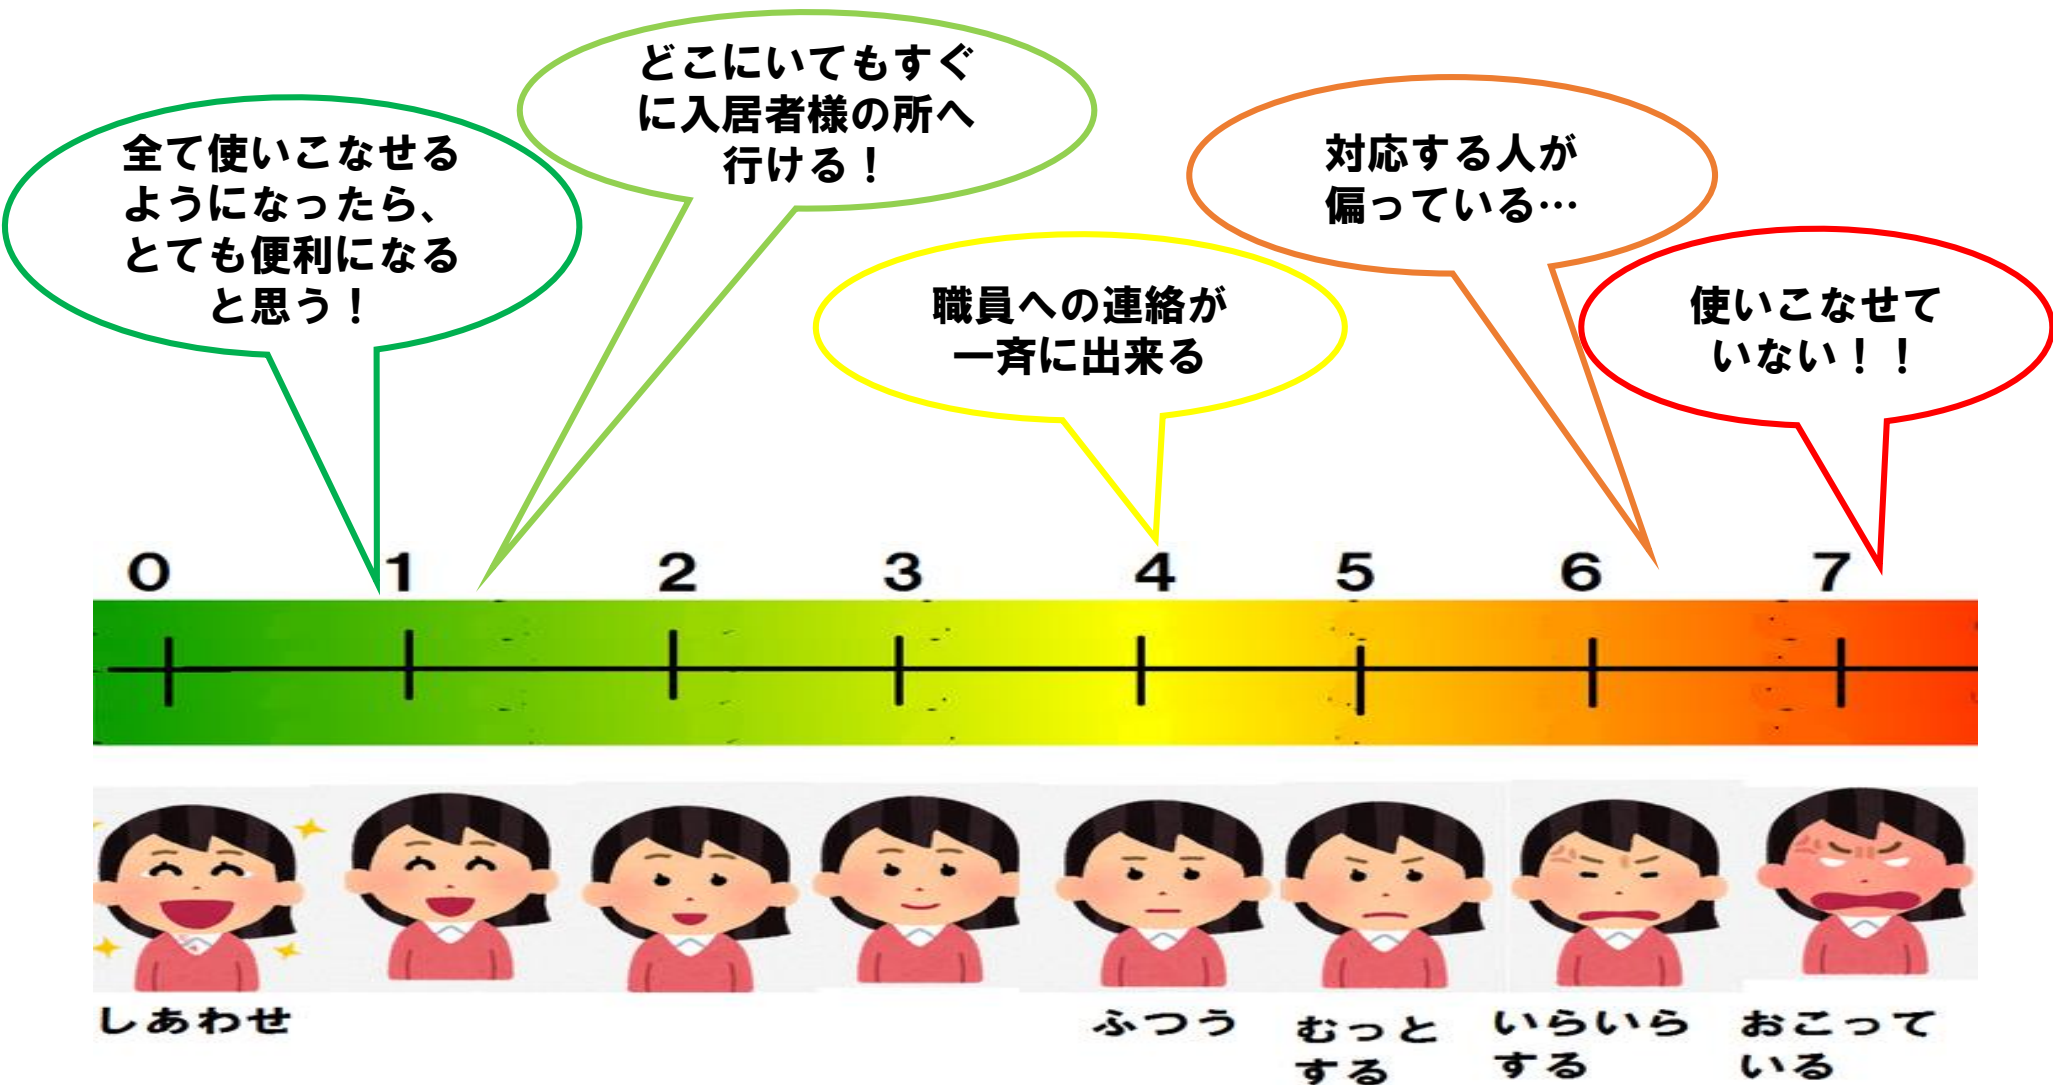 全て使いこなせる
ようになったら、
とても便利になる
と思う！
どこにいてもすぐ
に入居者様の所へ
行ける！
職員への連絡が
一斉に出来る
対応する人が
偏っている…
使いこなせて
いない！！
0 1 2 3 4 5 6 7
しあわせ
ふつう
むっと
する
いらいら
する
おこって
いる